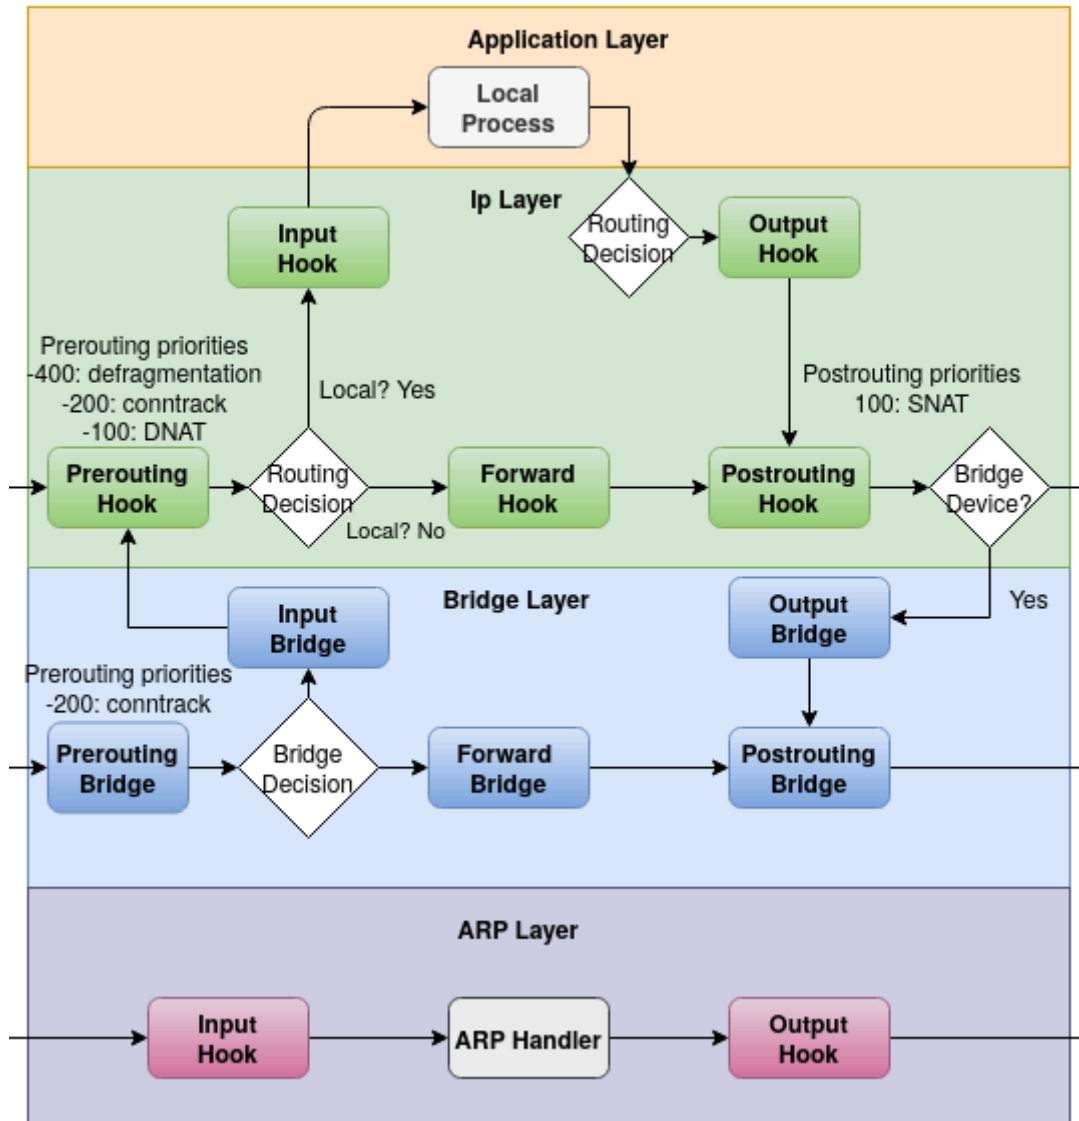 Application Layer
Local
Process
Ip Layer
Routing
Decision
Output
Hook
Input
Hook
Prerouting priorities
-400: defragmentation
-200: conntrack
-100: DNAT
Local? Yes
Postrouting priorities
100: SNAT
Prerouting
Hook
Routing
Decision
Local? No
Forward
Hook
Postrouting
Hook
Bridge
Device?
Bridge Layer
Input
Bridge
Output
Bridge
Yes
Prerouting priorities
-200: conntrack
Prerouting
Bridge
Bridge
Decision
Forward
Bridge
Postrouting
Bridge
ARP Layer
Input
Hook
ARP Handler
Output
Hook